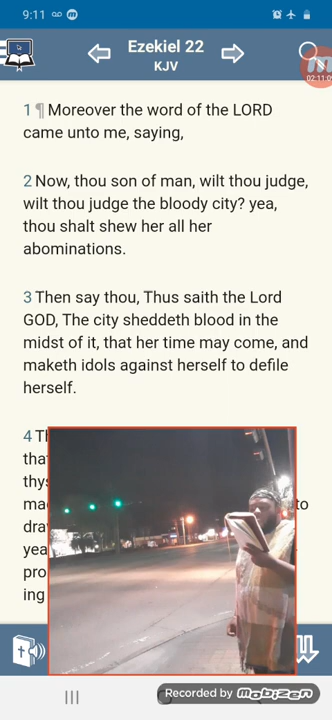 9:11
Ezekiel 22
KJV
02:11:0
1 ¶ Moreover the word of the LORD
came unto me, saying,
2 Now, thou son of man, wilt thou judge,
wilt thou judge the bloody city? yea,
thou shalt shew her all her
abominations.
3 Then say thou, Thus saith the Lord
GOD, The city sheddeth blood in the
midst of it, that her time may come, and
maketh idols against herself to defile
herself.
4 Th
tha
thys
ma to
dra
yea
pro
ing
Recorded by mobizen